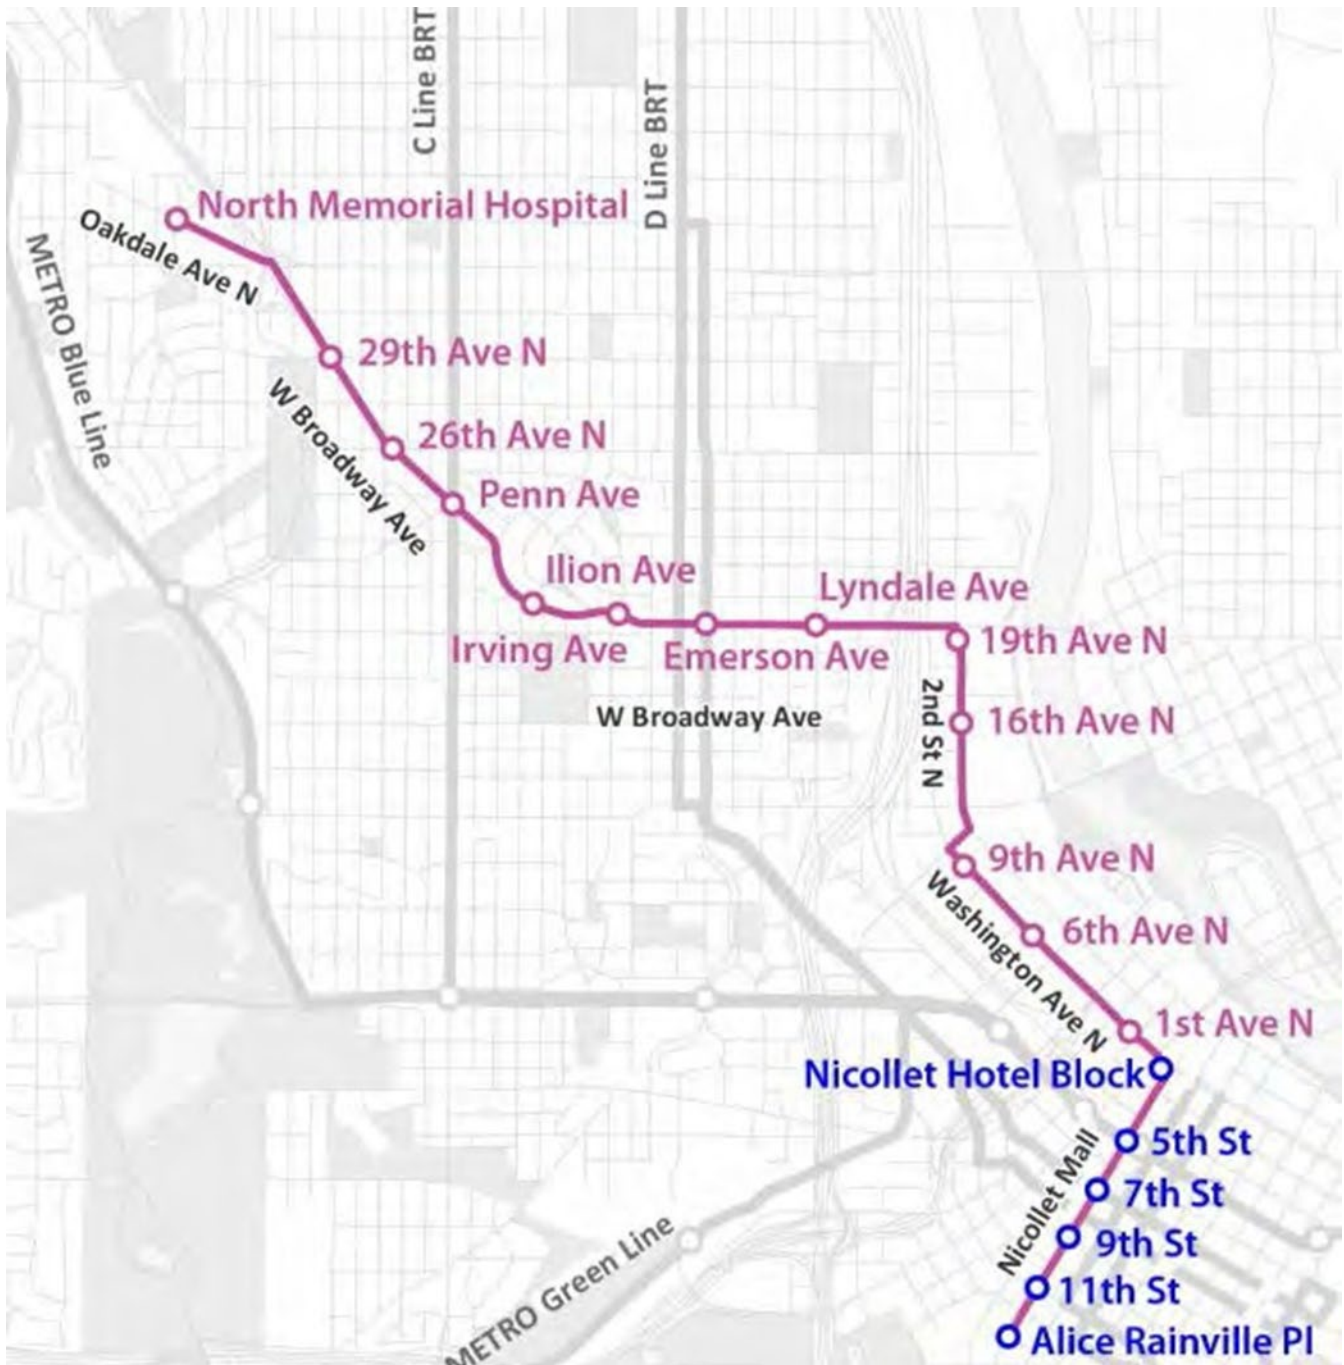 C Line BRT
D Line BRT
North Memorial Hospital
Oakdale Ave N
METRO Blue Line
29th Ave N
W Broadway Ave
26th Ave N
Penn Ave
Ilion Ave
Lyndale Ave
Irving Ave
Emerson Ave
19th Ave N
2nd St N
W Broadway Ave
16th Ave N
9th Ave N
Washington Ave N
6th Ave N
1st Ave N
Nicollet Hotel Block
5th St
Nicollet Mall
7th St
9th St
METRO Green Line
11th St
Alice Rainville Pl